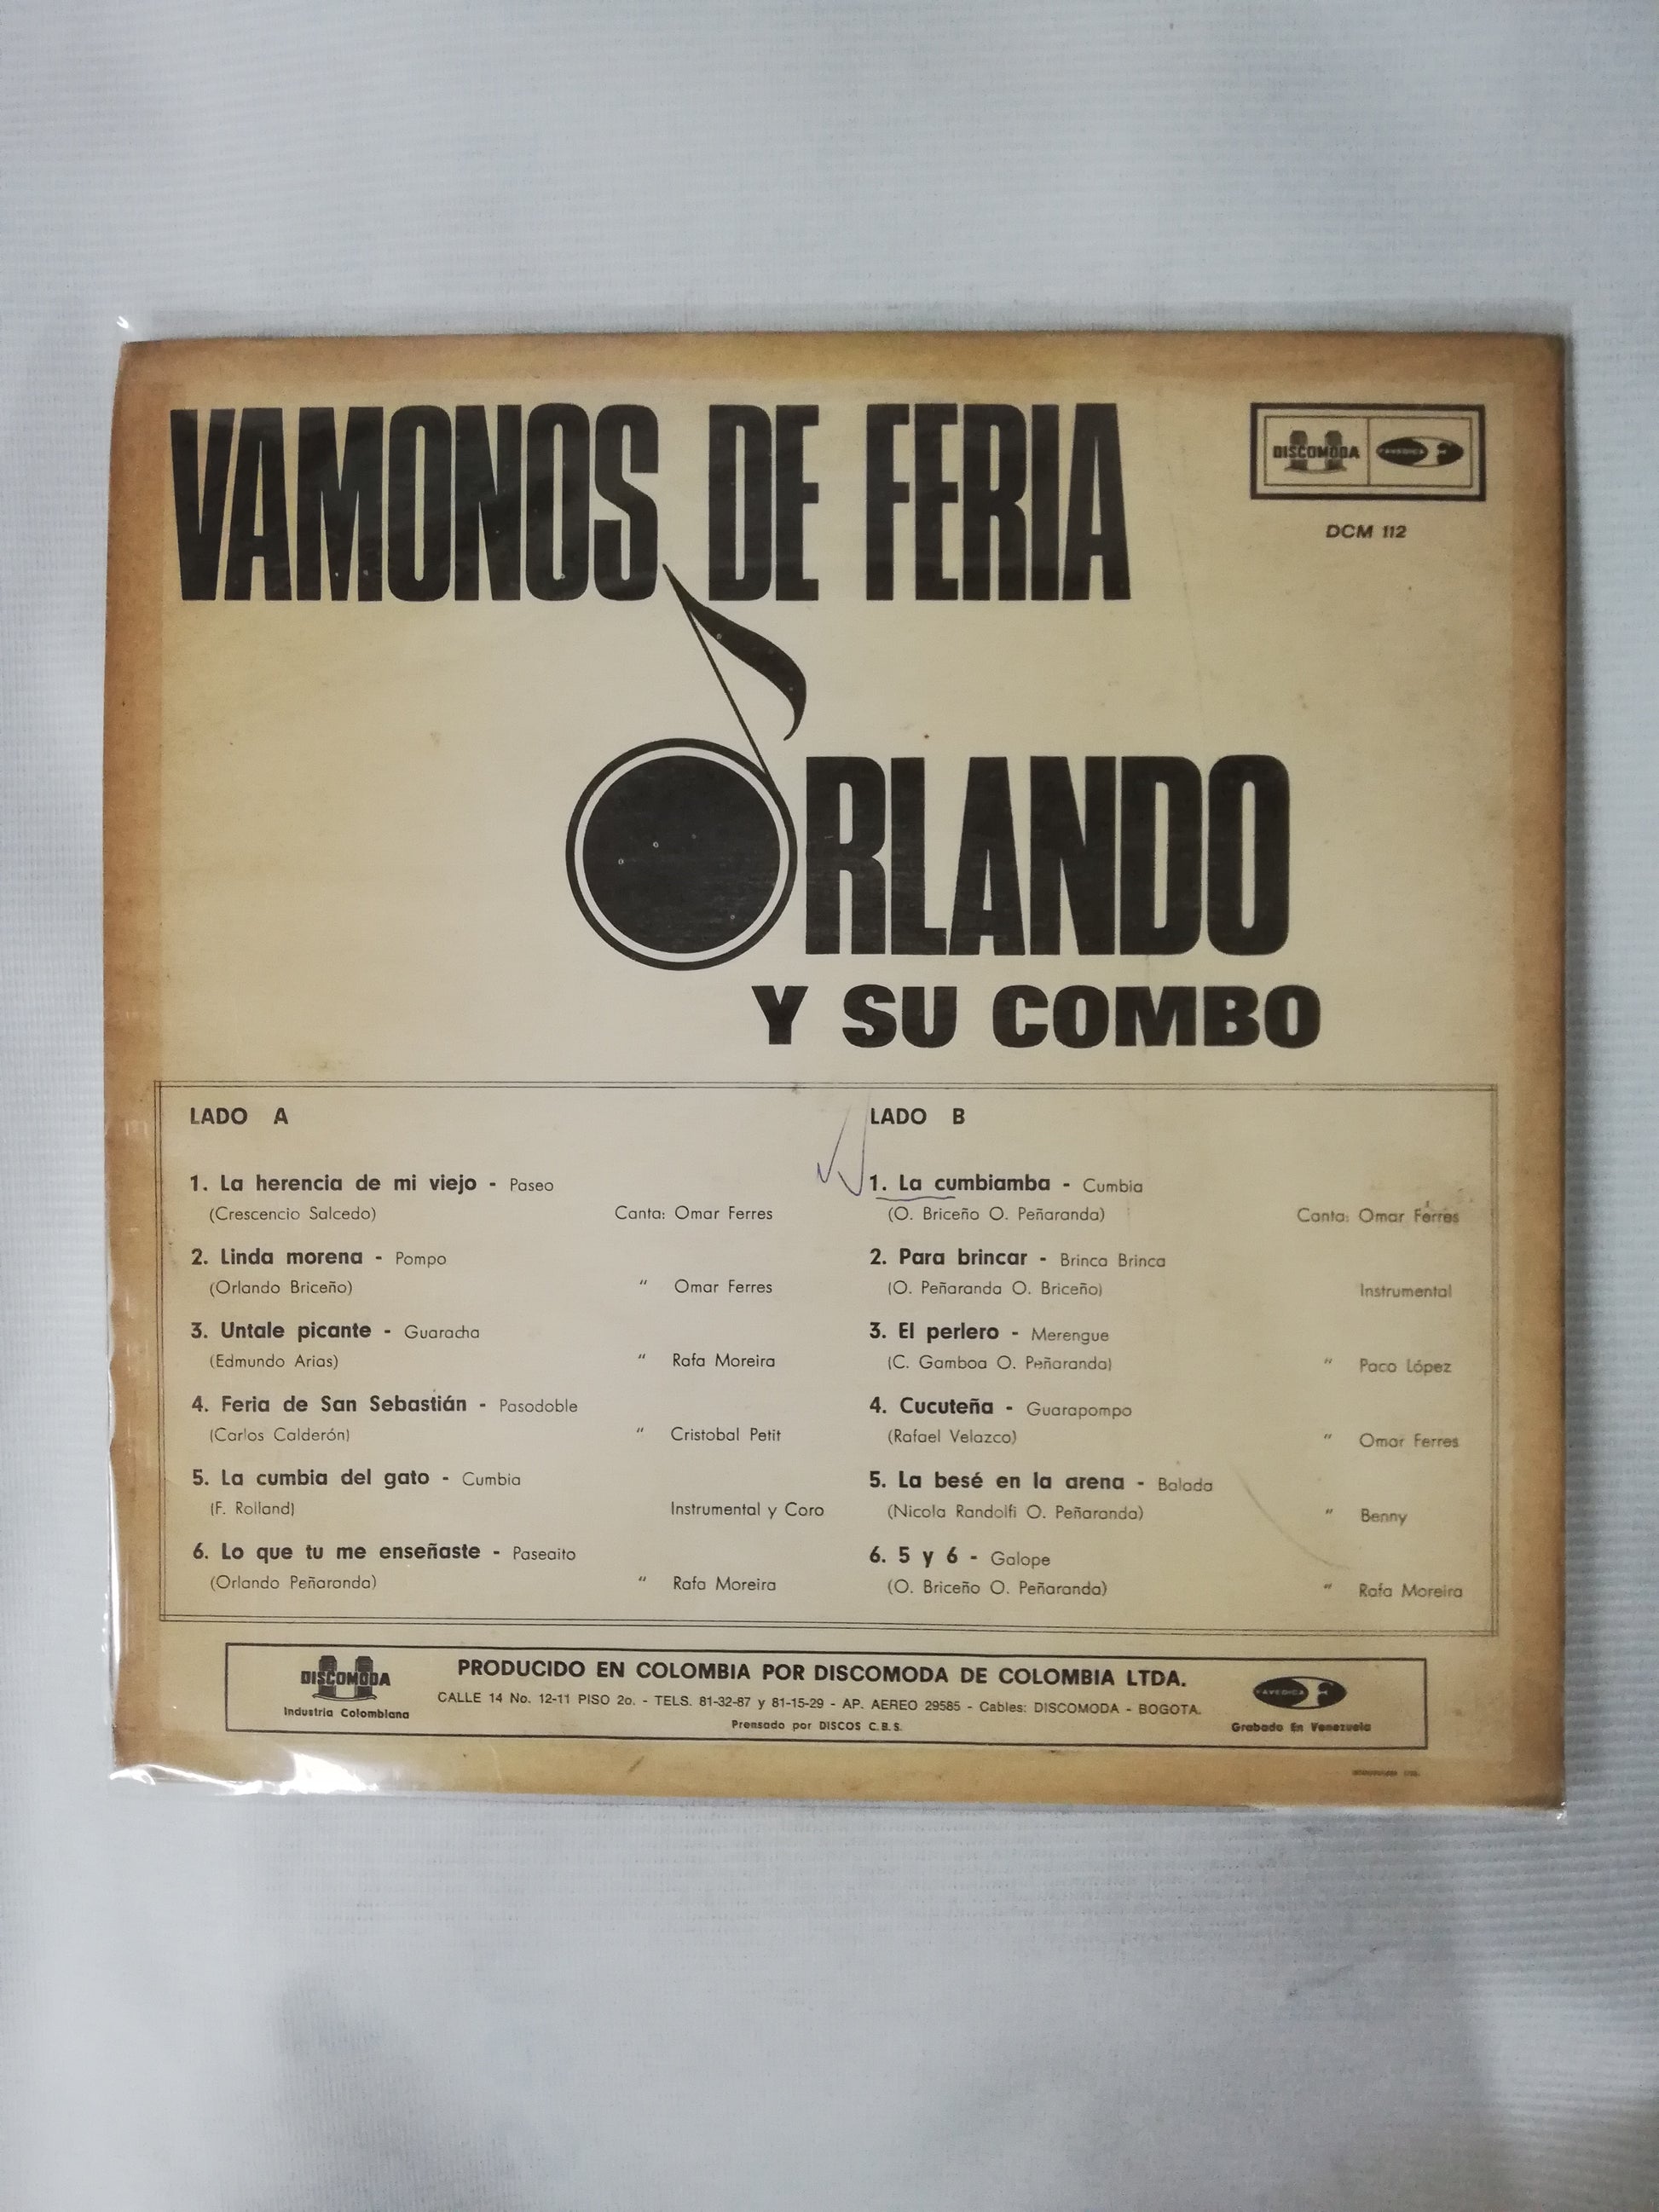 VAMONOS DE FERIA
DISCOMODA FAVEDICA
DCM 112
ORLANDO
Y SU COMBO
LADO A
1. La herencia de mi viejo - Paseo
(Crescencio Salcedo) Canta: Omar Ferres
2. Linda morena - Pompo
(Orlando Briceño) " Omar Ferres
3. Untale picante - Guaracha
(Edmundo Arias) " Rafa Moreira
4. Feria de San Sebastián - Pasodoble
(Carlos Calderón) " Cristobal Petit
5. La cumbia del gato - Cumbia
(F. Rolland) Instrumental y Coro
6. Lo que tu me enseñaste - Paseaito
(Orlando Peñaranda) " Rafa Moreira
LADO B
1. La cumbiamba - Cumbia
(O. Briceño O. Peñaranda) Canta: Omar Ferres
2. Para brincar - Brinca Brinca
(O. Peñaranda O. Briceño) Instrumental
3. El perlero - Merengue
(C. Gamboa O. Peñaranda) " Paco López
4. Cucuteña - Guarapompo
(Rafael Velazco) " Omar Ferres
5. La besé en la arena - Balada
(Nicola Randolfi O. Peñaranda) " Benny
6. 5 y 6 - Galope
(O. Briceño O. Peñaranda) " Rafa Moreira
DISCOMODA
Industria Colombiana
PRODUCIDO EN COLOMBIA POR DISCOMODA DE COLOMBIA LTDA.
CALLE 14 No. 12-11 PISO 2o. - TELS. 81-32-87 y 81-15-29 - AP. AEREO 29585 - Cables: DISCOMODA - BOGOTA.
Prensado por DISCOS C.B.S.
FAVEDICA
Grabado En Venezuela